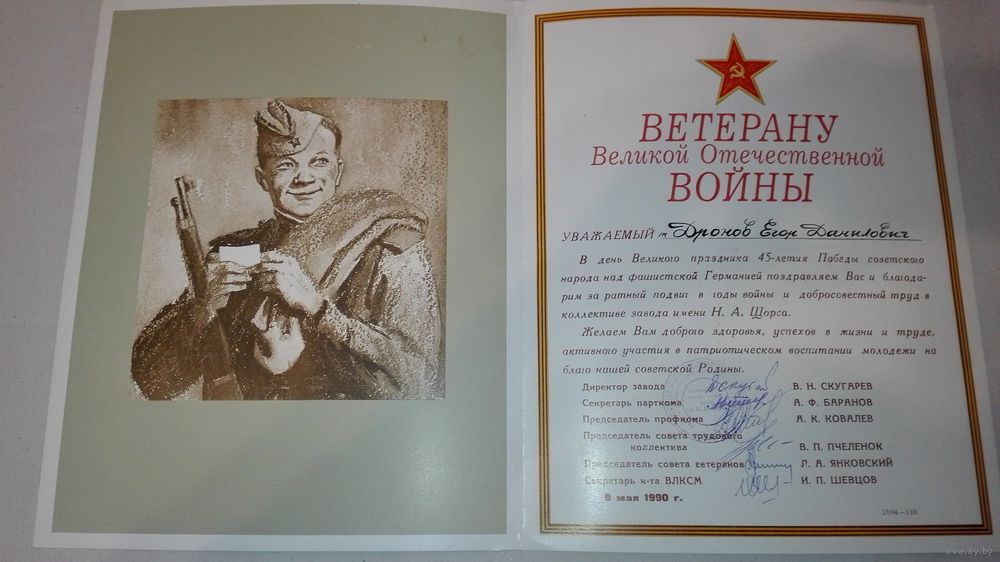 ВЕТЕРАНУ
Великой Отечественной
ВОЙНЫ
УВАЖАЕМЫЙ т. Дронов Егор Данилович
В день Великого праздника 45-летия Победы советского
народа над фашистской Германией поздравляем Вас и благода-
рим за ратный подвиг в годы войны и добросовестный труд в
коллективе завода имени Н. А. Щорса.
Желаем Вам доброго здоровья, успехов в жизни и труде,
активного участия в патриотическом воспитании молодежи на
благо нашей советской Родины.
Директор завода В. Н. СКУГАРЕВ
Секретарь парткома А. Ф. БАРАНОВ
Председатель профкома А. К. КОВАЛЕВ
Председатель совета трудового
коллектива В. П. ПЧЕЛЕНОК
Председатель совета ветеранов Л. А. ЯНКОВСКИЙ
Секретарь к-та ВЛКСМ И. П. ШЕВЦОВ
9 мая 1990 г.
2104—110
www.ay.by